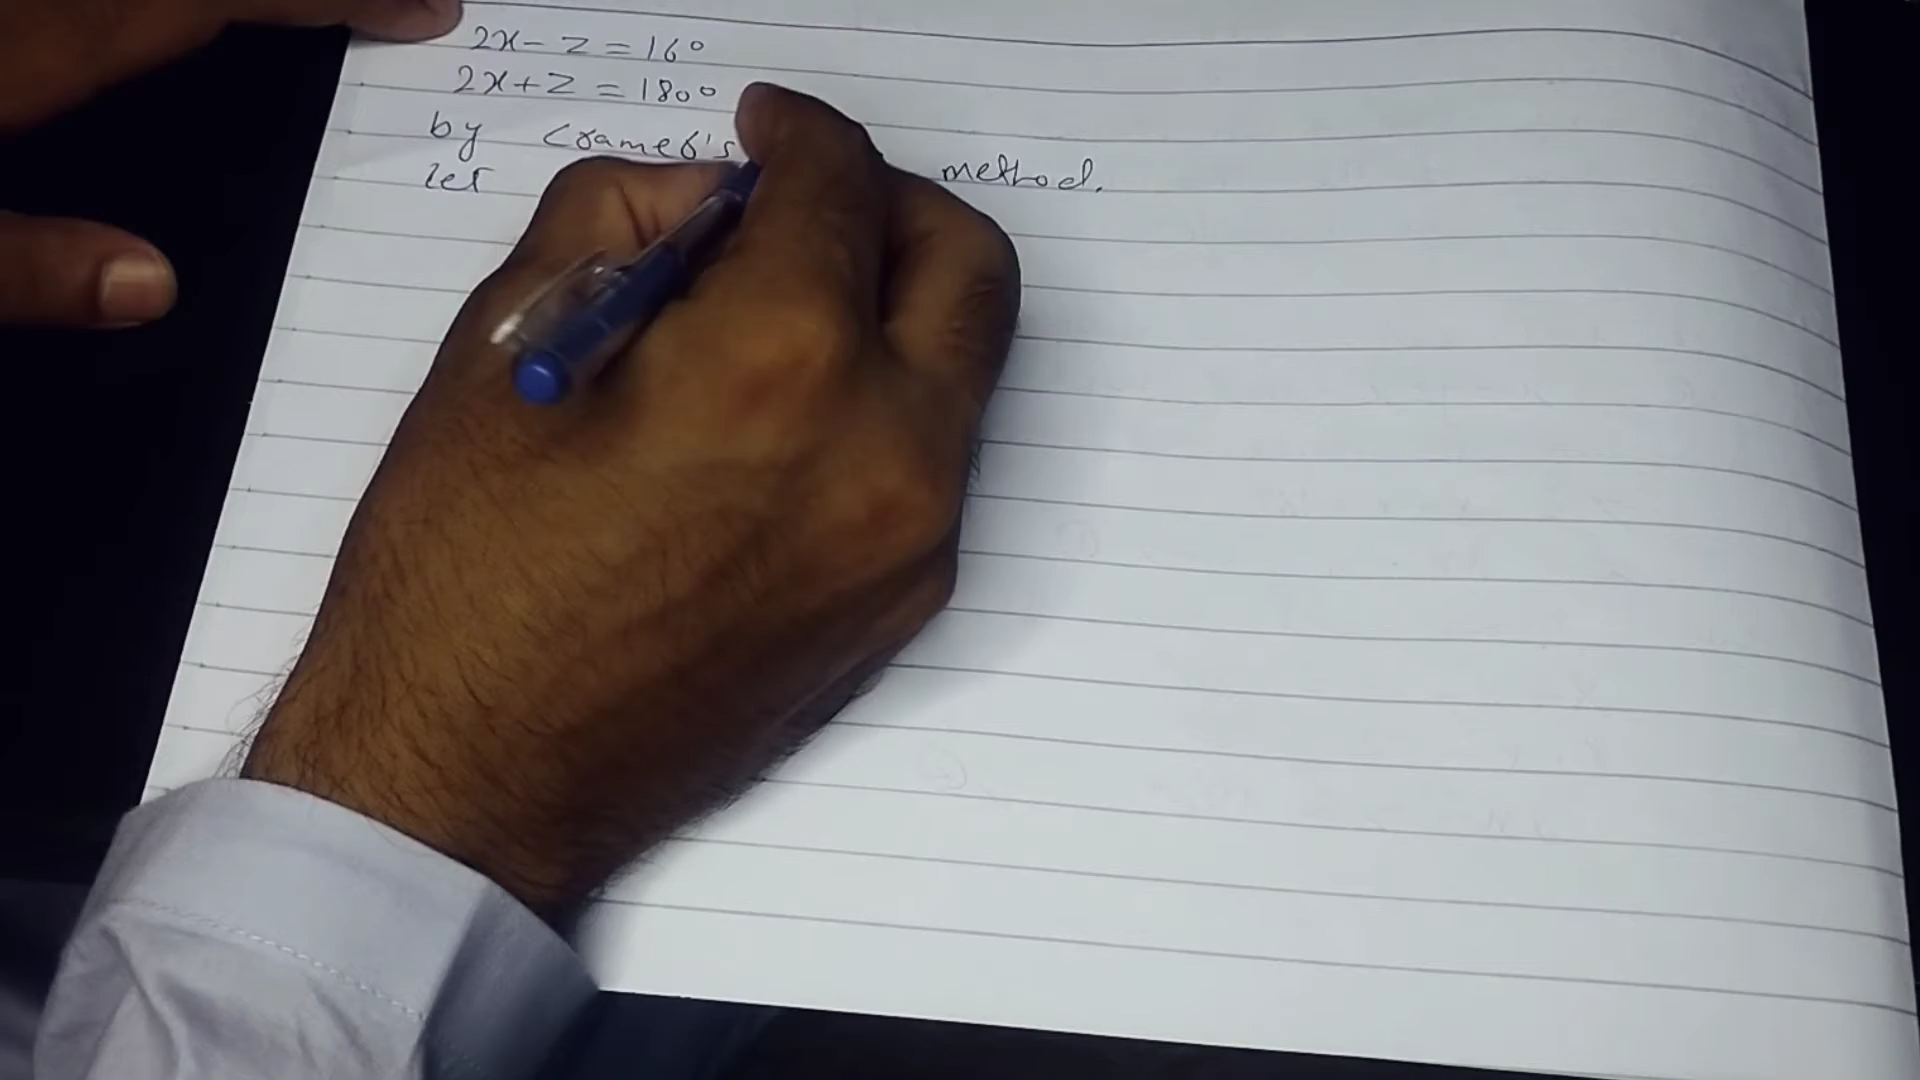 2x - z = 16°
2x + z = 180°
by Cramer's method.
let